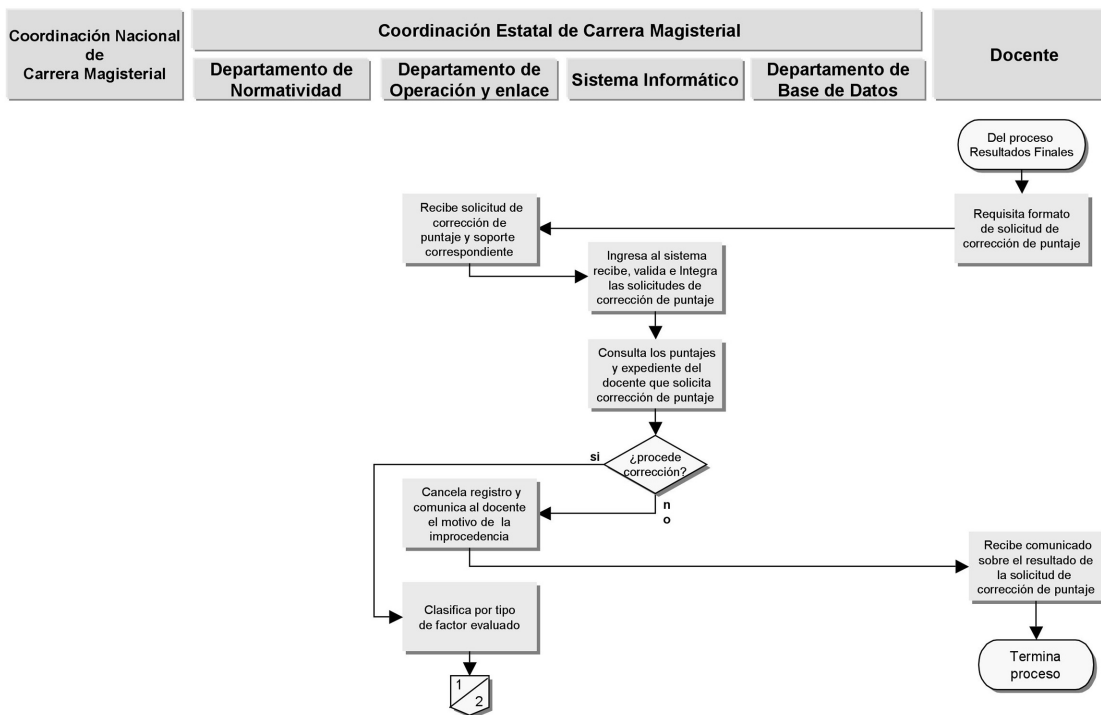 Coordinación Nacional
de
Carrera Magisterial
Coordinación Estatal de Carrera Magisterial
Docente
Departamento de
Normatividad
Departamento de
Operación y enlace
Sistema Informático
Departamento de
Base de Datos
Del proceso
Resultados Finales
Requisita formato
de solicitud de
corrección de puntaje
Recibe solicitud de
corrección de
puntaje y soporte
correspondiente
Ingresa al sistema
recibe, valida e Integra
las solicitudes de
corrección de puntaje
Consulta los puntajes
y expediente del
docente que solicita
corrección de puntaje
¿procede
corrección?
si
n
o
Cancela registro y
comunica al docente
el motivo de la
improcedencia
Recibe comunicado
sobre el resultado de
la solicitud de
corrección de puntaje
Clasifica por tipo
de factor evaluado
Termina
proceso
1
2